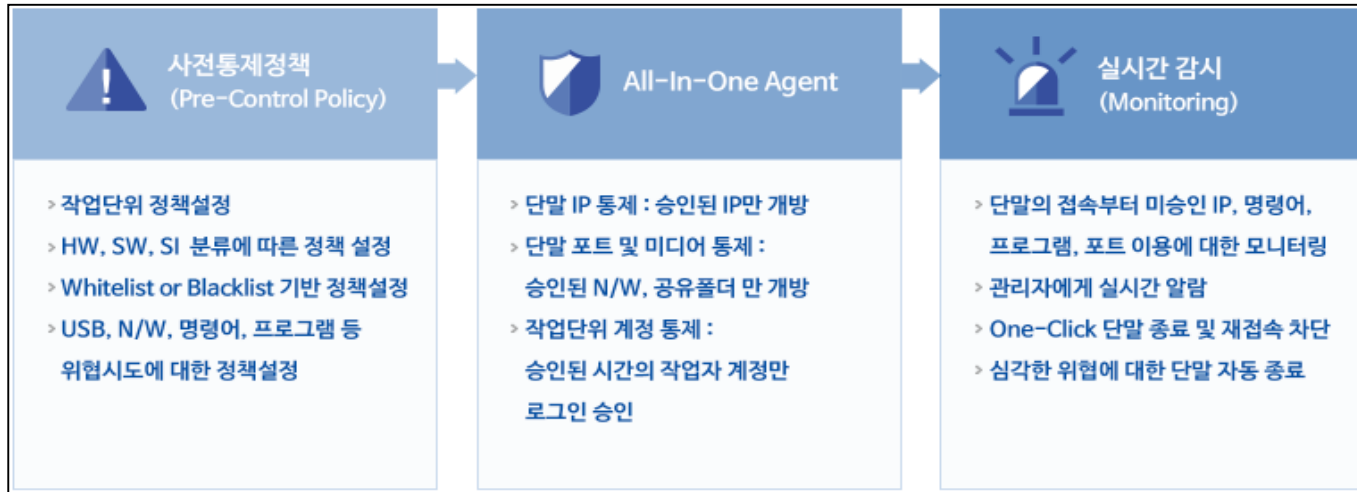 사전통제정책
(Pre-Control Policy)
All-In-One Agent
실시간 감시
(Monitoring)
> 작업단위 정책설정
> HW, SW, SI 분류에 따른 정책 설정
> Whitelist or Blacklist 기반 정책설정
> USB, N/W, 명령어, 프로그램 등
위협시도에 대한 정책설정
> 단말 IP 통제 : 승인된 IP만 개방
> 단말 포트 및 미디어 통제 :
승인된 N/W, 공유폴더 만 개방
> 작업단위 계정 통제 :
승인된 시간의 작업자 계정만
로그인 승인
> 단말의 접속부터 미승인 IP, 명령어,
프로그램, 포트 이용에 대한 모니터링
> 관리자에게 실시간 알람
> One-Click 단말 종료 및 재접속 차단
> 심각한 위협에 대한 단말 자동 종료